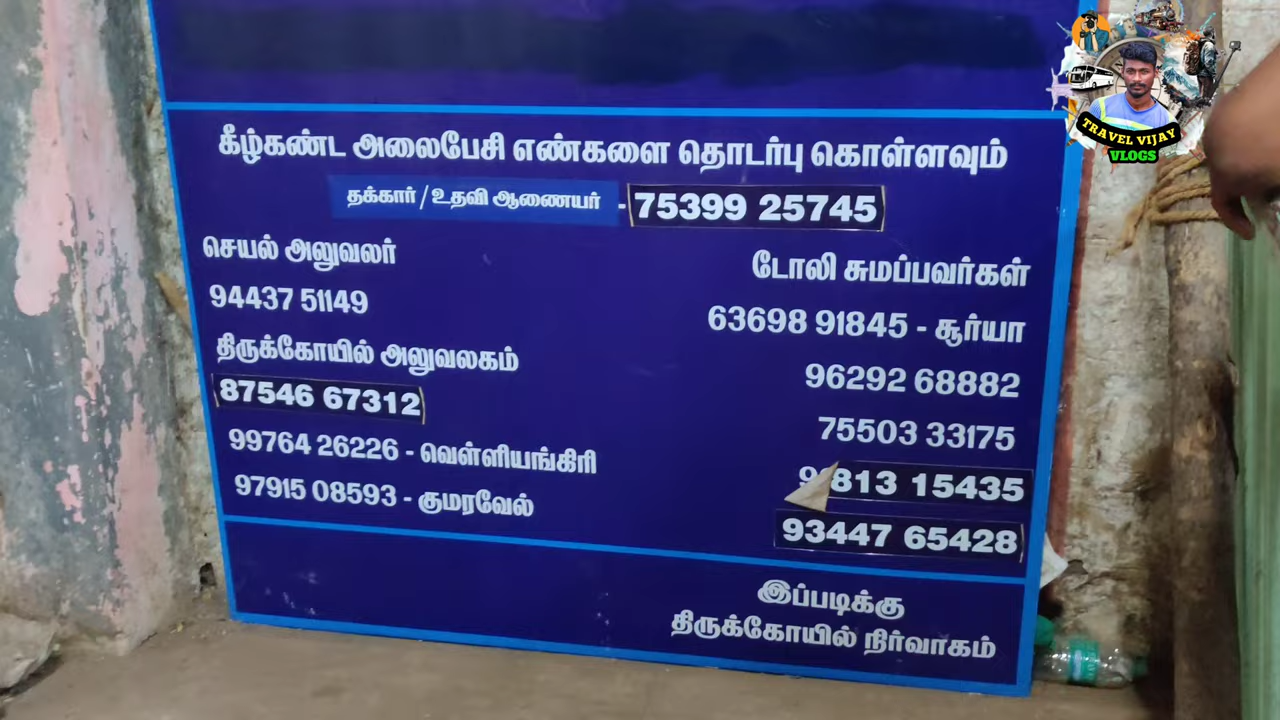 கீழ்கண்ட அலைபேசி எண்களை தொடர்பு கொள்ளவும்
தக்கார் / உதவி ஆணையர் - 75399 25745
செயல் அலுவலர்
94437 51149
திருக்கோயில் அலுவலகம்
87546 67312
99764 26226 - வெள்ளியங்கிரி
97915 08593 - குமரவேல்
டோலி சுமப்பவர்கள்
63698 91845 - சூர்யா
96292 68882
75503 33175
813 15435
93447 65428
இப்படிக்கு
திருக்கோயில் நிர்வாகம்
TRAVEL VIJAY
VLOGS